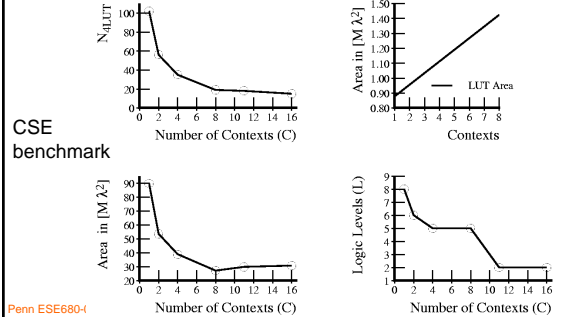 N4LUT
100
80
60
40
20
0
0 2 4 6 8 10 12 14 16
Number of Contexts (C)
Area in [M λ2]
1.50
1.40
1.30
1.20
1.10
1.00
0.90
0.80
LUT Area
1 2 3 4 5 6 7 8
Contexts
CSE
benchmark
Area in [M λ2]
90
80
70
60
50
40
30
20
0 2 4 6 8 10 12 14 16
Number of Contexts (C)
Logic Levels (L)
9
8
7
6
5
4
3
2
1
0 2 4 6 8 10 12 14 16
Number of Contexts (C)
Penn ESE680-(